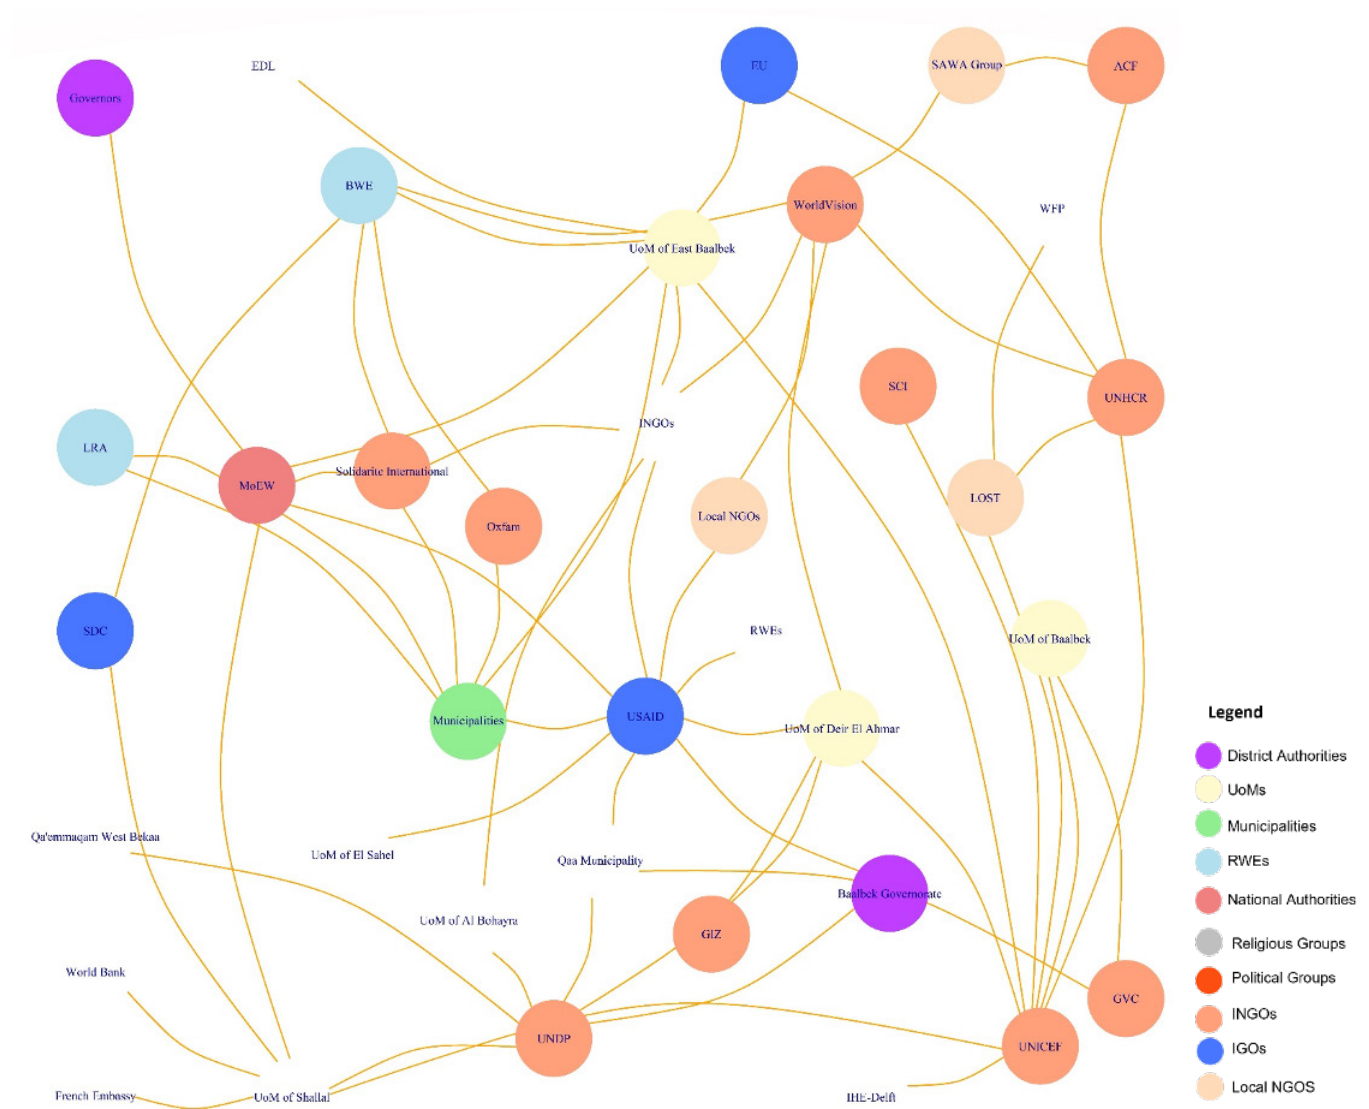 EDL
EU
SAWA Group
ACF
Governors
BWE
WorldVision
WFP
UoM of East Baalbek
SCI
UNHCR
INGOs
LRA
Solidarite International
MoEW
LOST
Local NGOs
Oxfam
SDC
RWEs
UoM of Baalbek
Municipalities
USAID
UoM of Deir El Ahmar
Qa'emmaqam West Bekaa
UoM of El Sahel
Qaa Municipality
Baalbek Governorate
UoM of Al Bohayra
GIZ
World Bank
GVC
UNDP
UNICEF
French Embassy
UoM of Shallal
IHE-Delft
Legend
District Authorities
UoMs
Municipalities
RWEs
National Authorities
Religious Groups
Political Groups
INGOs
IGOs
Local NGOS